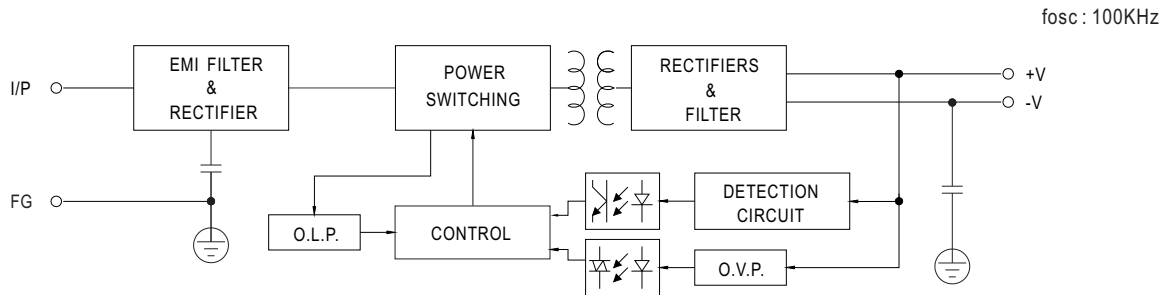 fosc : 100KHz
I/P
EMI FILTER
&
RECTIFIER
POWER
SWITCHING
RECTIFIERS
&
FILTER
+V
-V
FG
O.L.P.
CONTROL
DETECTION
CIRCUIT
O.V.P.